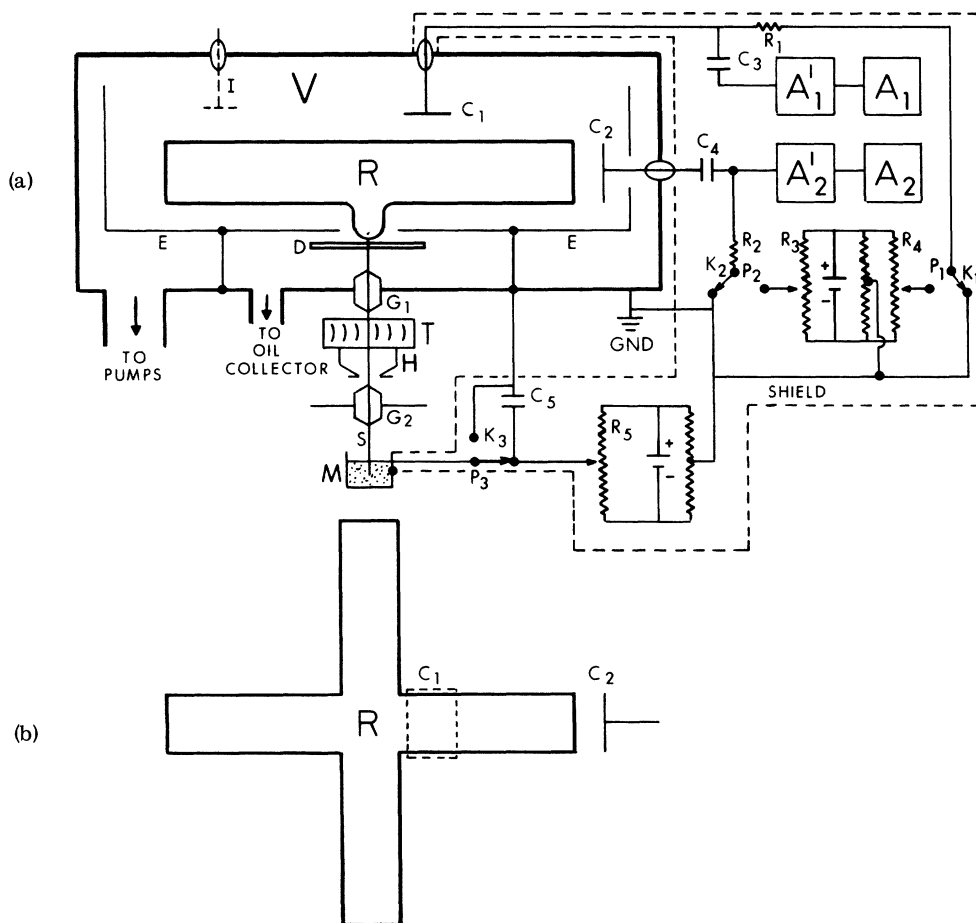 (a)
I
V
C1
R1
C3
A'1
A1
C2
C4
A'2
A2
R
E
D
E
G1
T
H
G2
S
M
TO PUMPS
TO OIL COLLECTOR
GND
K2
R2
P2
R3
+
-
R4
P1
K1
SHIELD
C5
K3
P3
R5
+
-
(b)
C1
C2
R